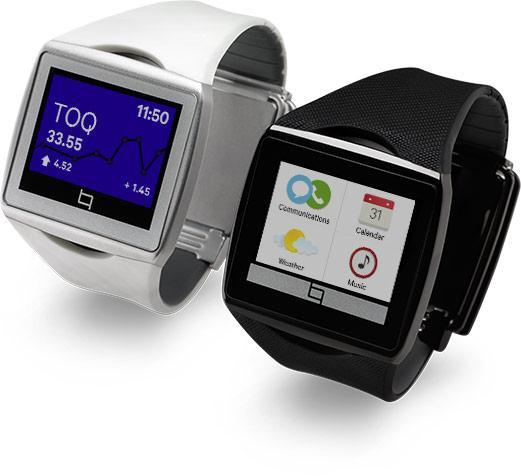 TOQ
11:50
33.55
4.52
+ 1.45
Communications
31
Calendar
Weather
Music